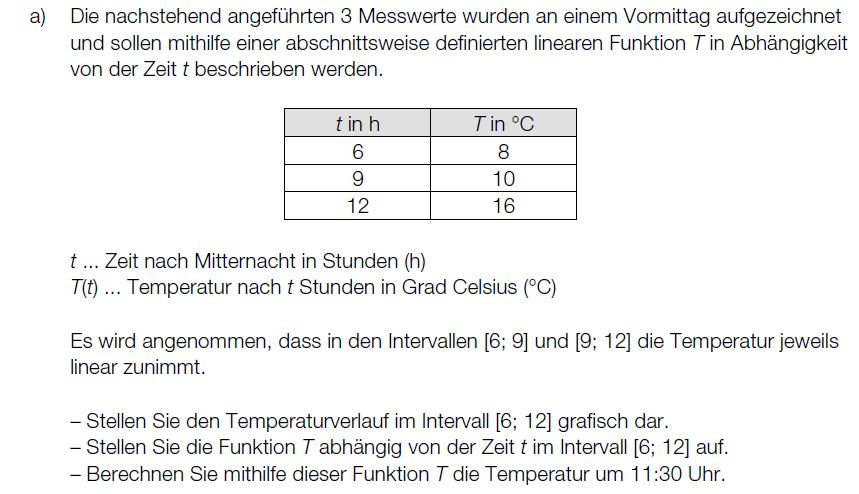 a) Die nachstehend angeführten 3 Messwerte wurden an einem Vormittag aufgezeichnet
und sollen mithilfe einer abschnittsweise definierten linearen Funktion T in Abhängigkeit
von der Zeit t beschrieben werden.
t in h T in °C
6 8
9 10
12 16
t ... Zeit nach Mitternacht in Stunden (h)
T(t) ... Temperatur nach t Stunden in Grad Celsius (°C)
Es wird angenommen, dass in den Intervallen [6; 9] und [9; 12] die Temperatur jeweils
linear zunimmt.
– Stellen Sie den Temperaturverlauf im Intervall [6; 12] grafisch dar.
– Stellen Sie die Funktion T abhängig von der Zeit t im Intervall [6; 12] auf.
– Berechnen Sie mithilfe dieser Funktion T die Temperatur um 11:30 Uhr.